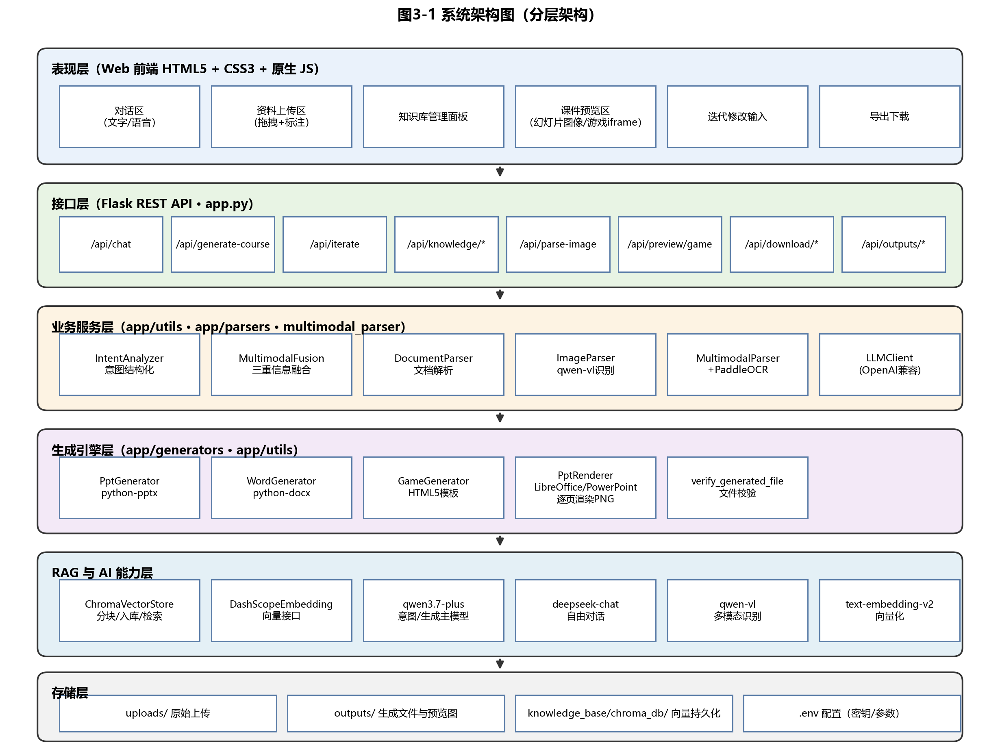 图3-1 系统架构图（分层架构）
表现层（Web 前端 HTML5 + CSS3 + 原生 JS）
对话区
（文字/语音）
资料上传区
（拖拽+标注）
知识库管理面板
课件预览区
（幻灯片图像/游戏iframe）
迭代修改输入
导出下载
接口层（Flask REST API · app.py）
/api/chat
/api/generate-course
/api/iterate
/api/knowledge/*
/api/parse-image
/api/preview/game
/api/download/*
/api/outputs/*
业务服务层（app/utils · app/parsers · multimodal_parser）
IntentAnalyzer
意图结构化
MultimodalFusion
三重信息融合
DocumentParser
文档解析
ImageParser
qwen-vl识别
MultimodalParser
+PaddleOCR
LLMClient
(OpenAI兼容)
生成引擎层（app/generators · app/utils）
PptGenerator
python-pptx
WordGenerator
python-docx
GameGenerator
HTML5模板
PptRenderer
LibreOffice/PowerPoint
逐页渲染PNG
verify_generated_file
文件校验
RAG 与 AI 能力层
ChromaVectorStore
分块/入库/检索
DashScopeEmbedding
向量接口
qwen3.7-plus
意图/生成主模型
deepseek-chat
自由对话
qwen-vl
多模态识别
text-embedding-v2
向量化
存储层
uploads/ 原始上传
outputs/ 生成文件与预览图
knowledge_base/chroma_db/ 向量持久化
.env 配置（密钥/参数）